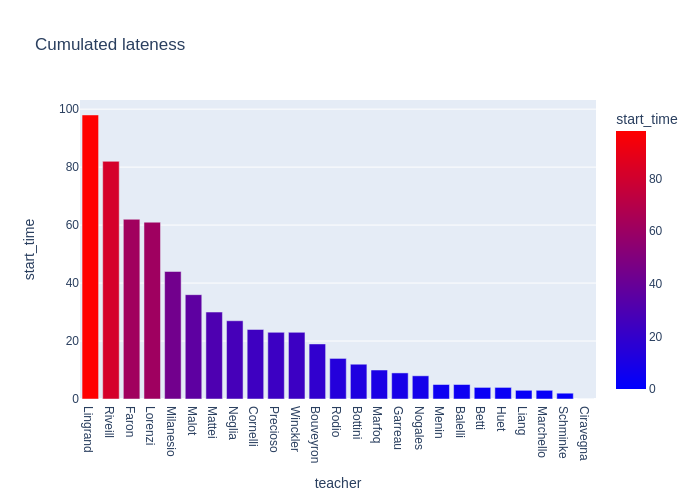 Cumulated lateness
start_time
100
80
60
40
20
0
start_time
80
60
40
20
0
Lingrand
Riveill
Faron
Lorenzi
Milanesio
Malot
Mattei
Neglia
Cornelli
Precioso
Winckler
Bouveyron
Rodio
Bottini
Marfoq
Garreau
Nogales
Menin
Balelli
Betti
Huet
Liang
Marchello
Schminke
Ciravegna
teacher